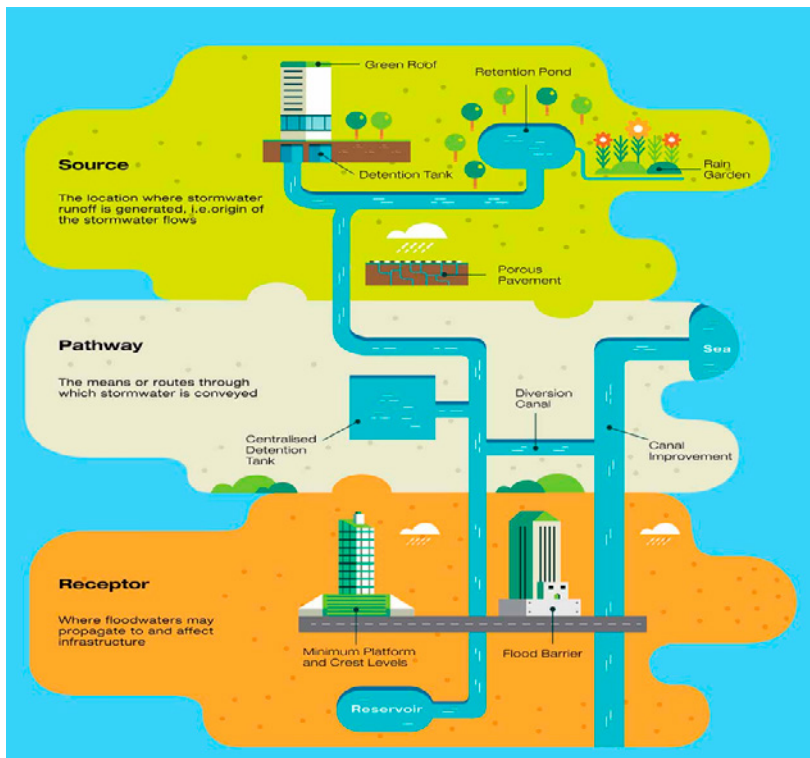 Green Roof
Retention Pond
Source
Detention Tank
Rain
Garden
The location where stormwater
runoff is generated, i.e.origin of
the stormwater flows
Porous
Pavement
Pathway
Sea
The means or routes through
which stormwater is conveyed
Diversion
Canal
Centralised
Detention
Tank
Canal
Improvement
Receptor
Where floodwaters may
propagate to and affect
infrastructure
Minimum Platform
and Crest Levels
Flood Barrier
Reservoir